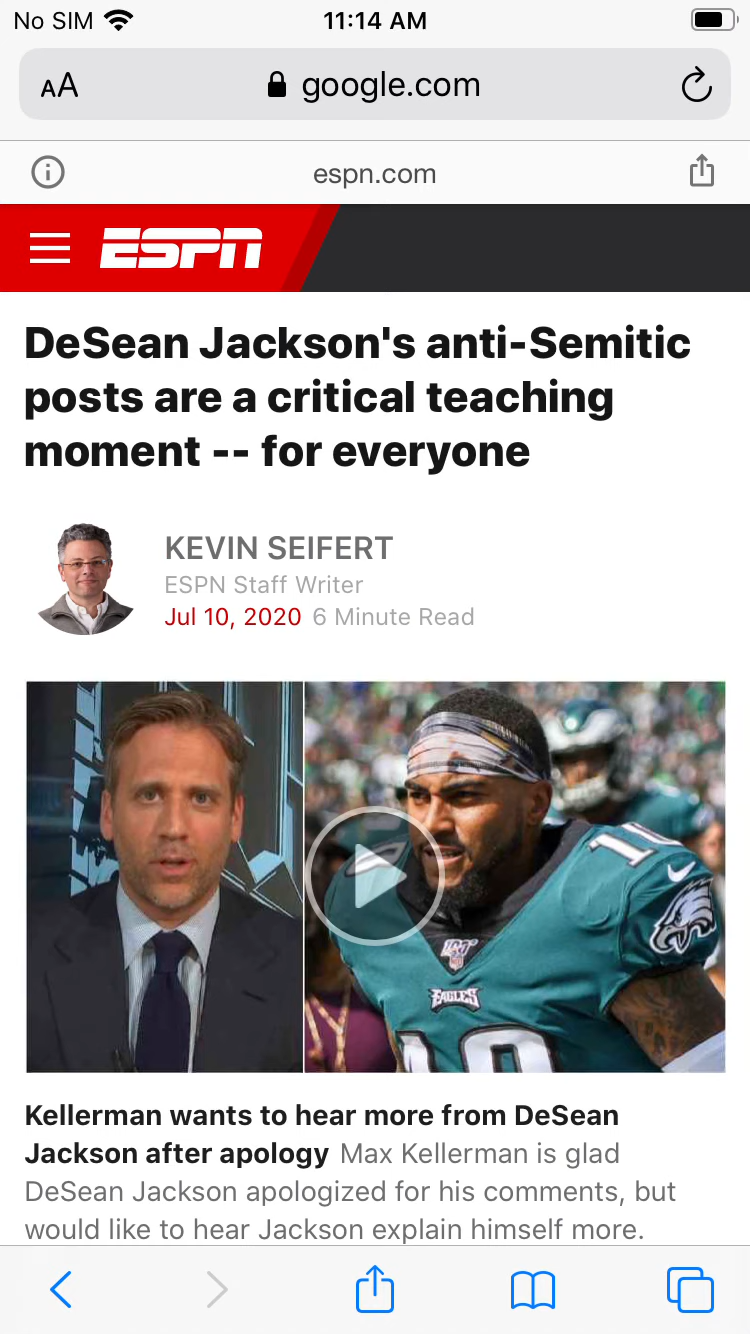 No SIM 11:14 AM
AA google.com
espn.com
ESPN
DeSean Jackson's anti-Semitic
posts are a critical teaching
moment -- for everyone
KEVIN SEIFERT
ESPN Staff Writer
Jul 10, 2020 6 Minute Read
10
100
EAGLES
10
Kellerman wants to hear more from DeSean
Jackson after apology Max Kellerman is glad
DeSean Jackson apologized for his comments, but
would like to hear Jackson explain himself more.